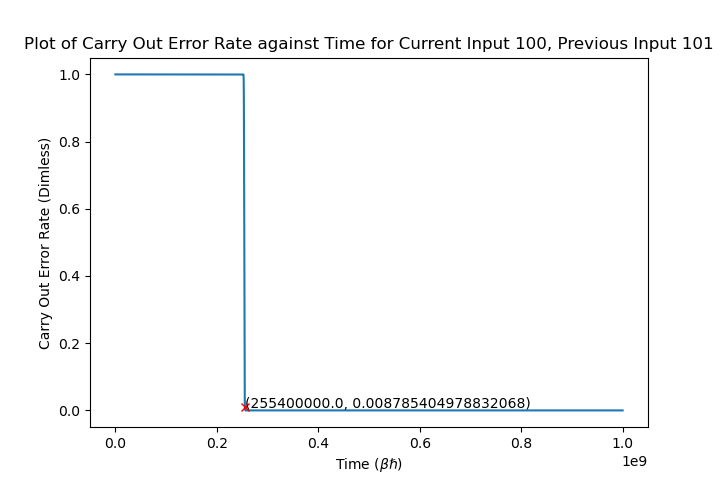 Plot of Carry Out Error Rate against Time for Current Input 100, Previous Input 101
Carry Out Error Rate (Dimless)
1.0
0.8
0.6
0.4
0.2
0.0
(255400000.0, 0.008785404978832068)
0.0 0.2 0.4 0.6 0.8 1.0
1e9
Time (βħ)